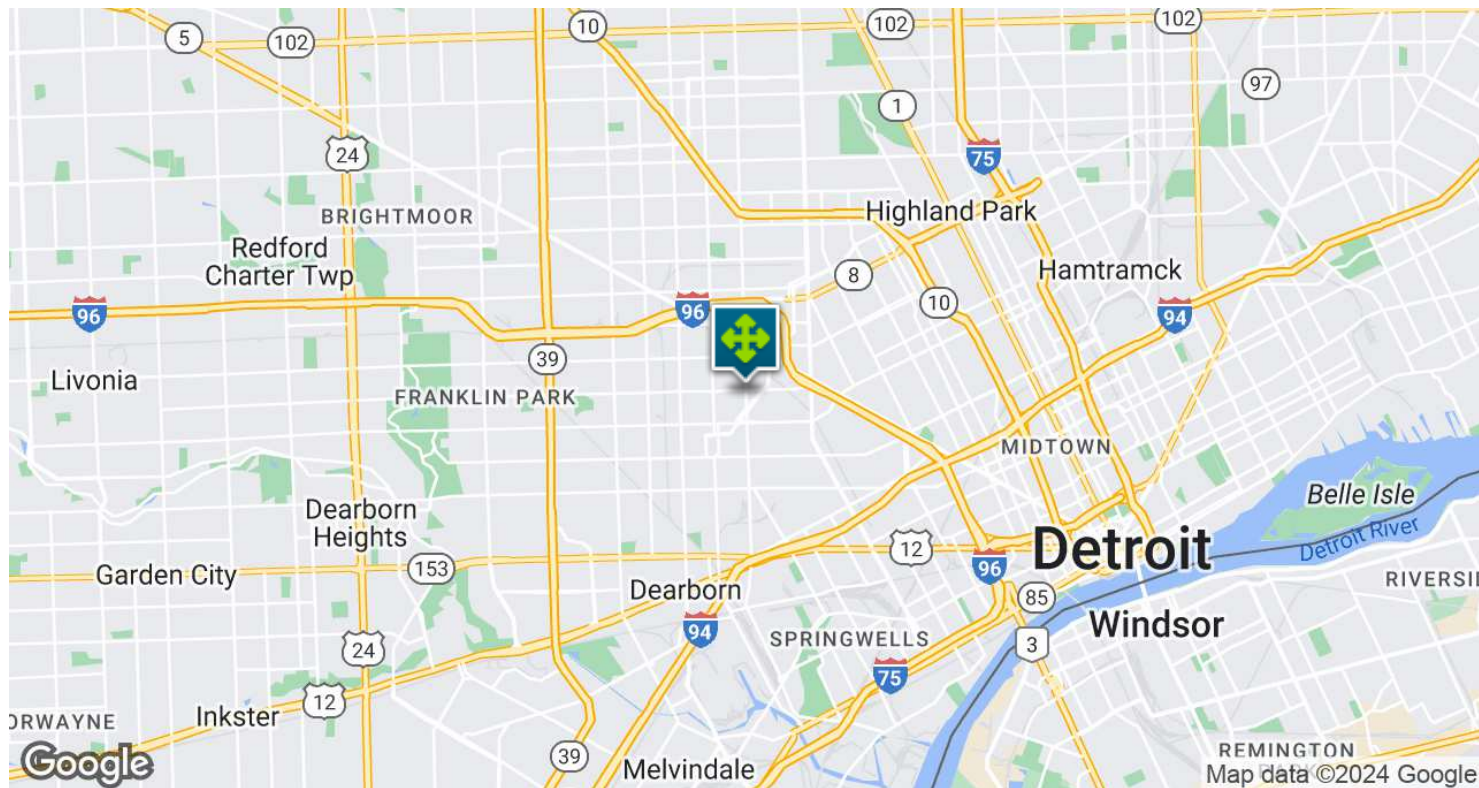 10
102
102
5
102
97
1
75
24
BRIGHTMOOR
Highland Park
Redford
Charter Twp
8
Hamtramck
96
96
10
94
39
Livonia
FRANKLIN PARK
MIDTOWN
Belle Isle
Dearborn
Heights
Detroit River
Detroit
12
153
Garden City
96
RIVERSI
Dearborn
85
94
Windsor
SPRINGWELLS
3
24
75
12
Inkster
ORWAYNE
39
Melvindale
REMINGTON
Google
Map data ©2024 Google